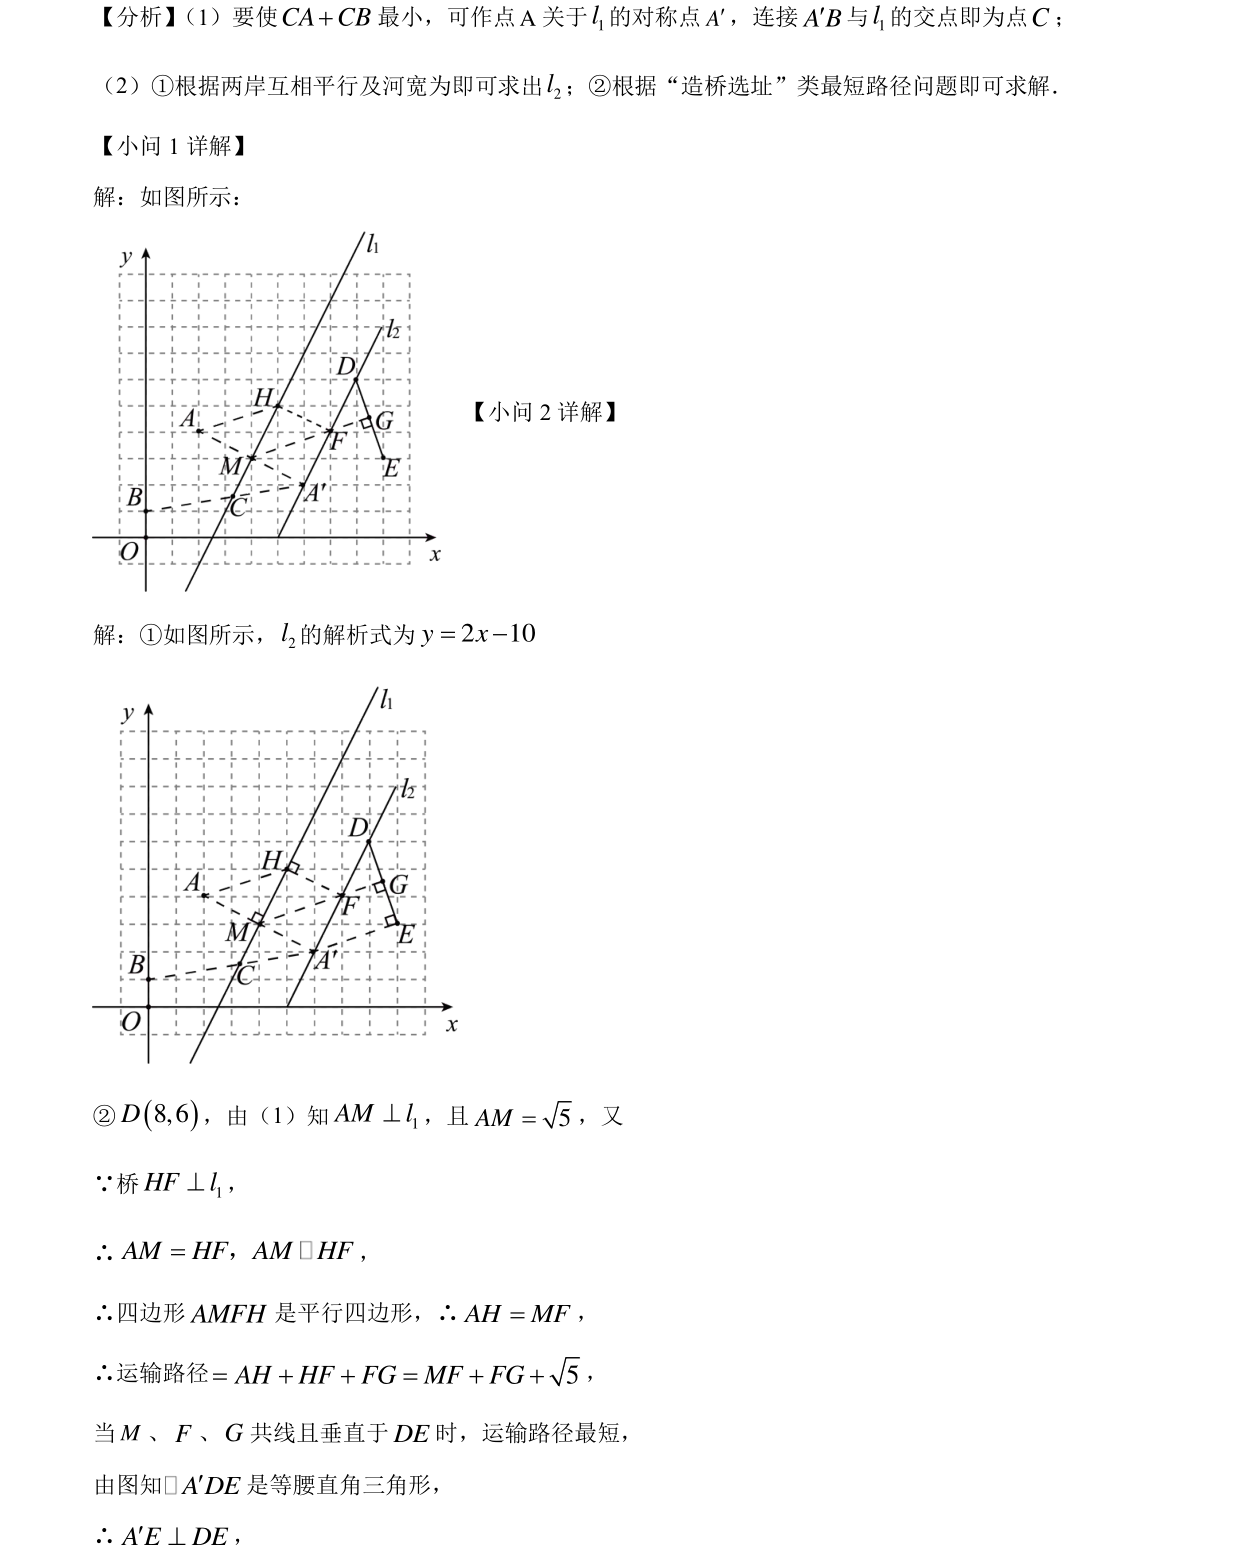 【分析】（1）要使CA+CB最小，可作点A关于l₁的对称点A′，连接A′B与l₁的交点即为点C；
（2）①根据两岸互相平行及河宽为即可求出l₂；②根据“造桥选址”类最短路径问题即可求解．
【小问1详解】
解：如图所示：
y
l₁
l₂
D
H
A
G
F
M
E
A′
B
C
O
x
【小问2详解】
解：①如图所示，l₂的解析式为y=2x−10
y
l₁
l₂
D
H
A
G
F
M
E
A′
B
C
O
x
②D(8,6)，由（1）知AM⊥l₁，且AM=√5，又
∵桥HF⊥l₁，
∴AM=HF，AM□HF，
∴四边形AMFH是平行四边形，∴AH=MF，
∴运输路径=AH+HF+FG=MF+FG+√5，
当M、F、G共线且垂直于DE时，运输路径最短，
由图知□A′DE是等腰直角三角形，
∴A′E⊥DE，